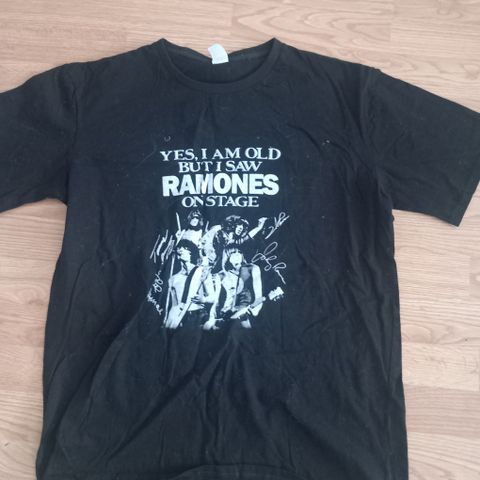 YES, I AM OLD
BUT I SAW
RAMONES
ON STAGE